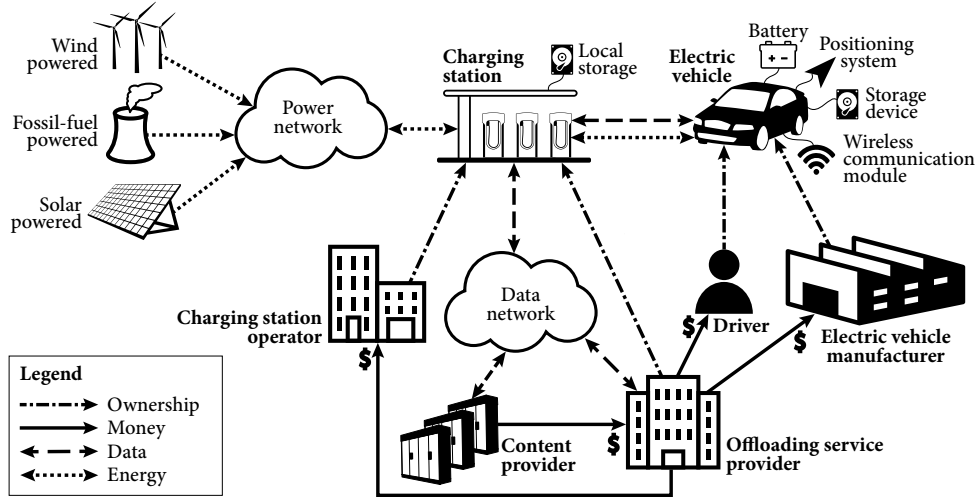 Wind
powered
Fossil-fuel
powered
Solar
powered
Power
network
Charging
station
Local
storage
Electric
vehicle
Battery
Positioning
system
Storage
device
Wireless
communication
module
Charging station
operator
$
Data
network
$ Driver
$
Electric vehicle
manufacturer
Content
provider
$
Offloading service
provider
Legend
Ownership
Money
Data
Energy